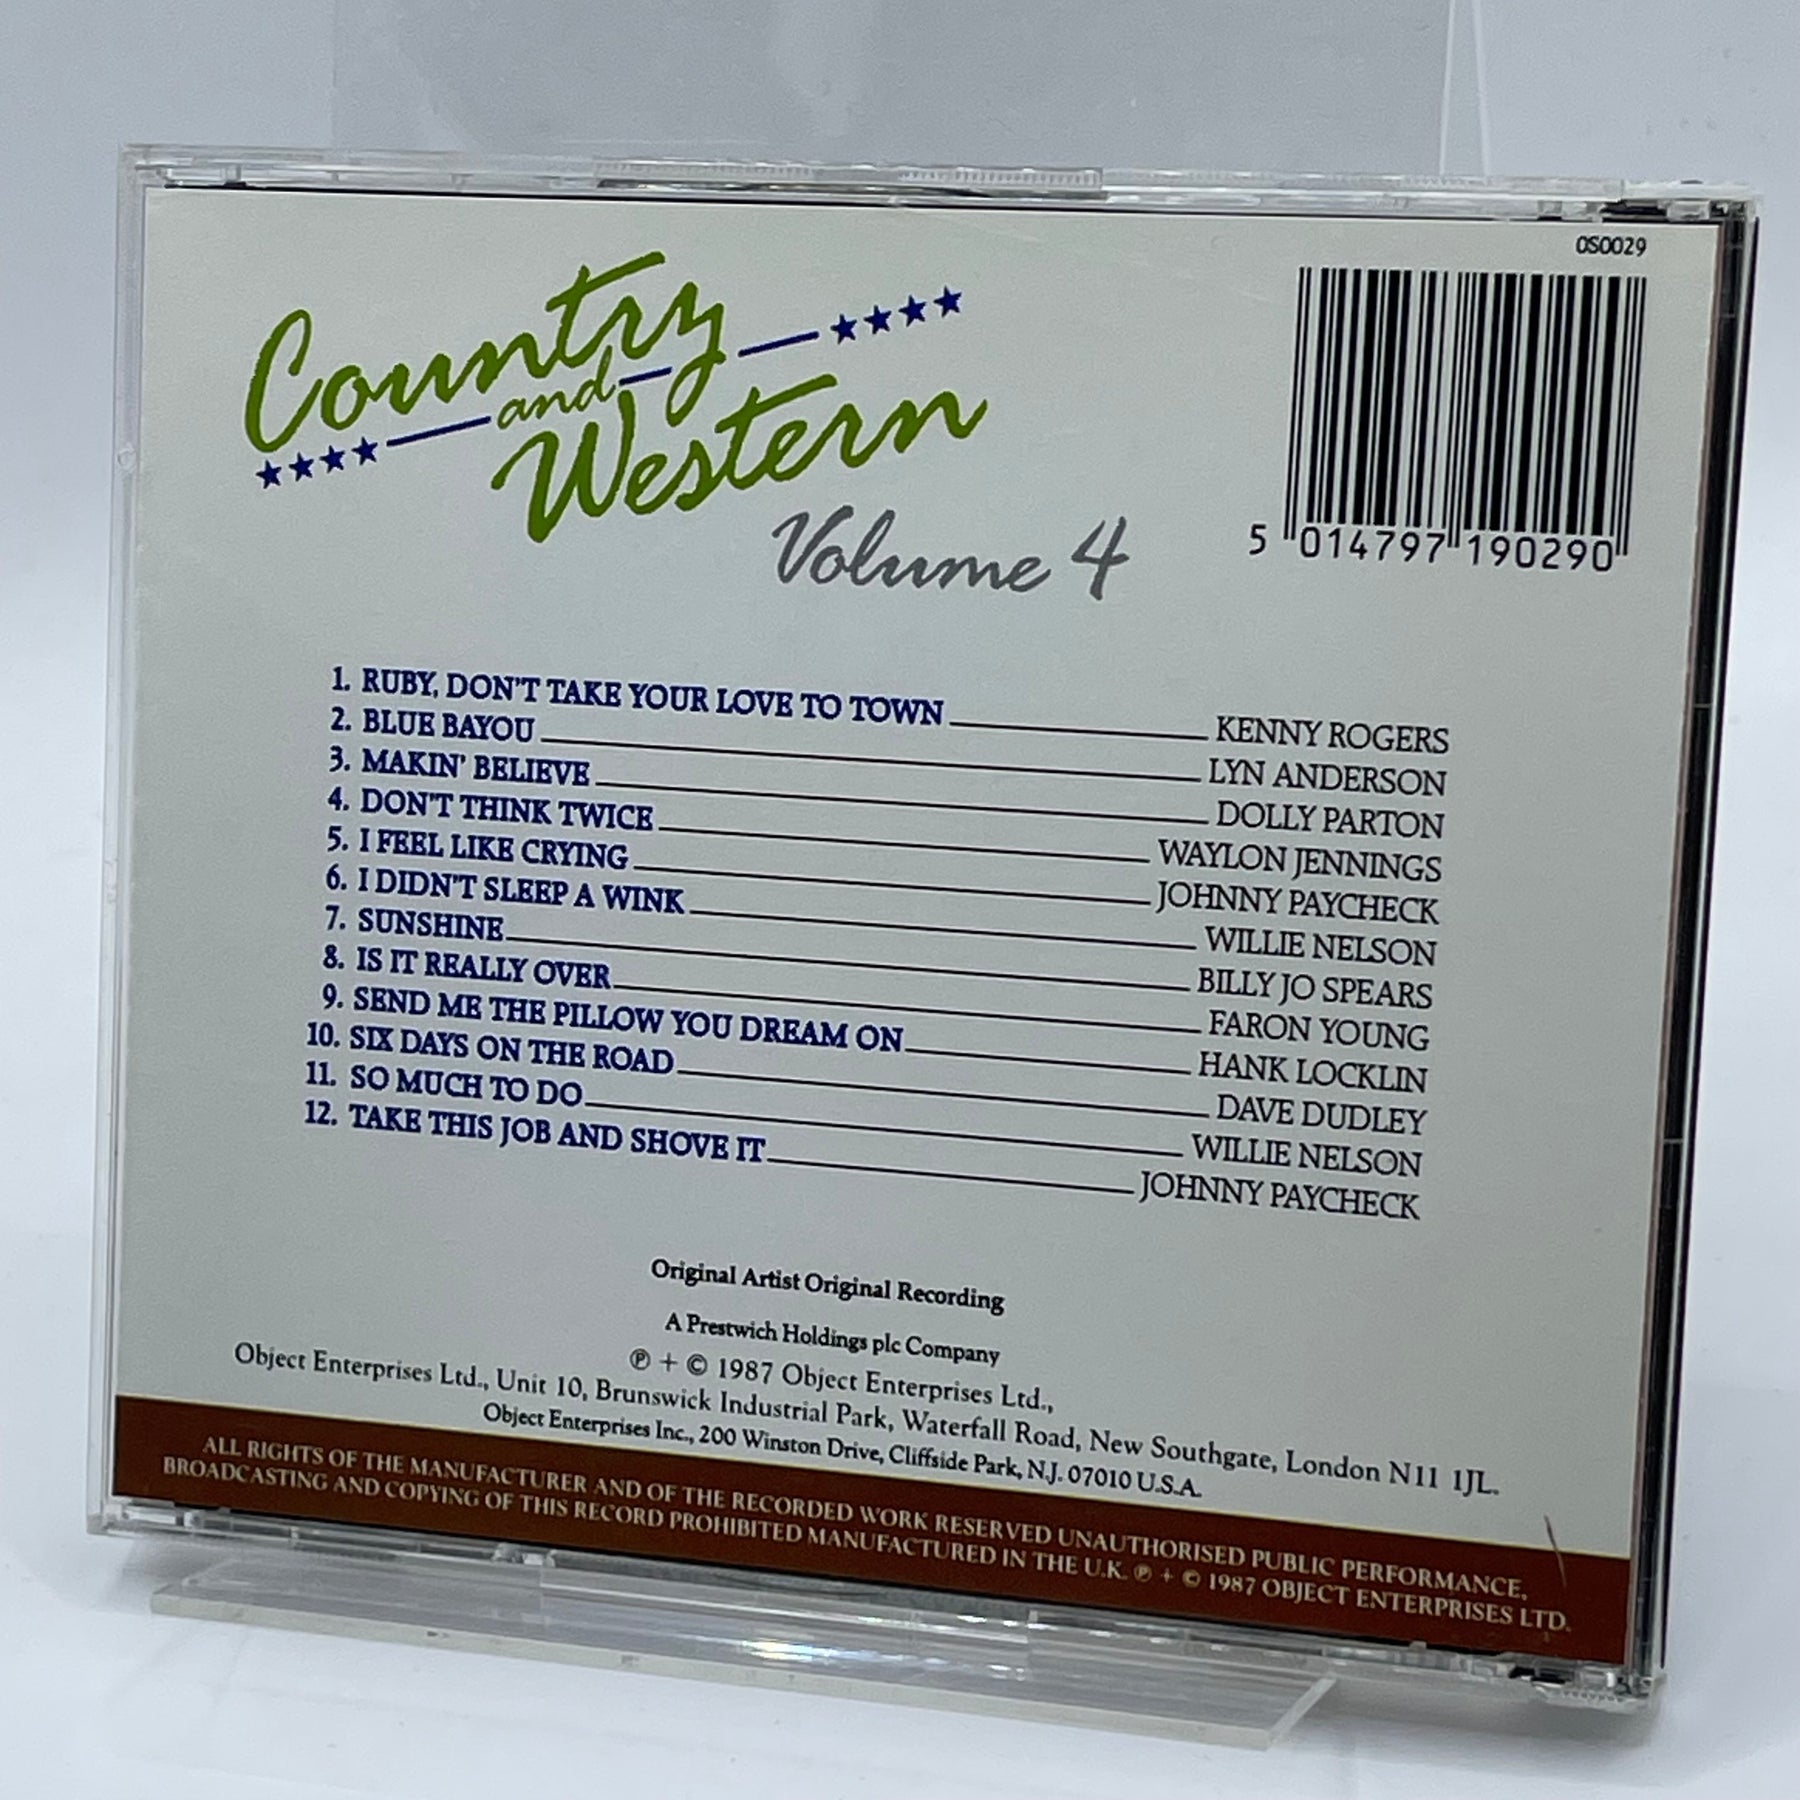 OS0029
Country
and
Western
Volume 4
5 014797 190290
1. RUBY, DON'T TAKE YOUR LOVE TO TOWN KENNY ROGERS
2. BLUE BAYOU LYN ANDERSON
3. MAKIN' BELIEVE DOLLY PARTON
4. DON'T THINK TWICE WAYLON JENNINGS
5. I FEEL LIKE CRYING JOHNNY PAYCHECK
6. I DIDN'T SLEEP A WINK WILLIE NELSON
7. SUNSHINE BILLY JO SPEARS
8. IS IT REALLY OVER FARON YOUNG
9. SEND ME THE PILLOW YOU DREAM ON HANK LOCKLIN
10. SIX DAYS ON THE ROAD DAVE DUDLEY
11. SO MUCH TO DO WILLIE NELSON
12. TAKE THIS JOB AND SHOVE IT JOHNNY PAYCHECK
Original Artist Original Recording
A Prestwich Holdings plc Company
℗ + © 1987 Object Enterprises Ltd.,
Object Enterprises Ltd., Unit 10, Brunswick Industrial Park, Waterfall Road, New Southgate, London N11 1JL.
Object Enterprises Inc., 200 Winston Drive, Cliffside Park, N.J. 07010 U.S.A.
ALL RIGHTS OF THE MANUFACTURER AND OF THE RECORDED WORK RESERVED UNAUTHORISED PUBLIC PERFORMANCE,
BROADCASTING AND COPYING OF THIS RECORD PROHIBITED MANUFACTURED IN THE U.K. ℗ + © 1987 OBJECT ENTERPRISES LTD.